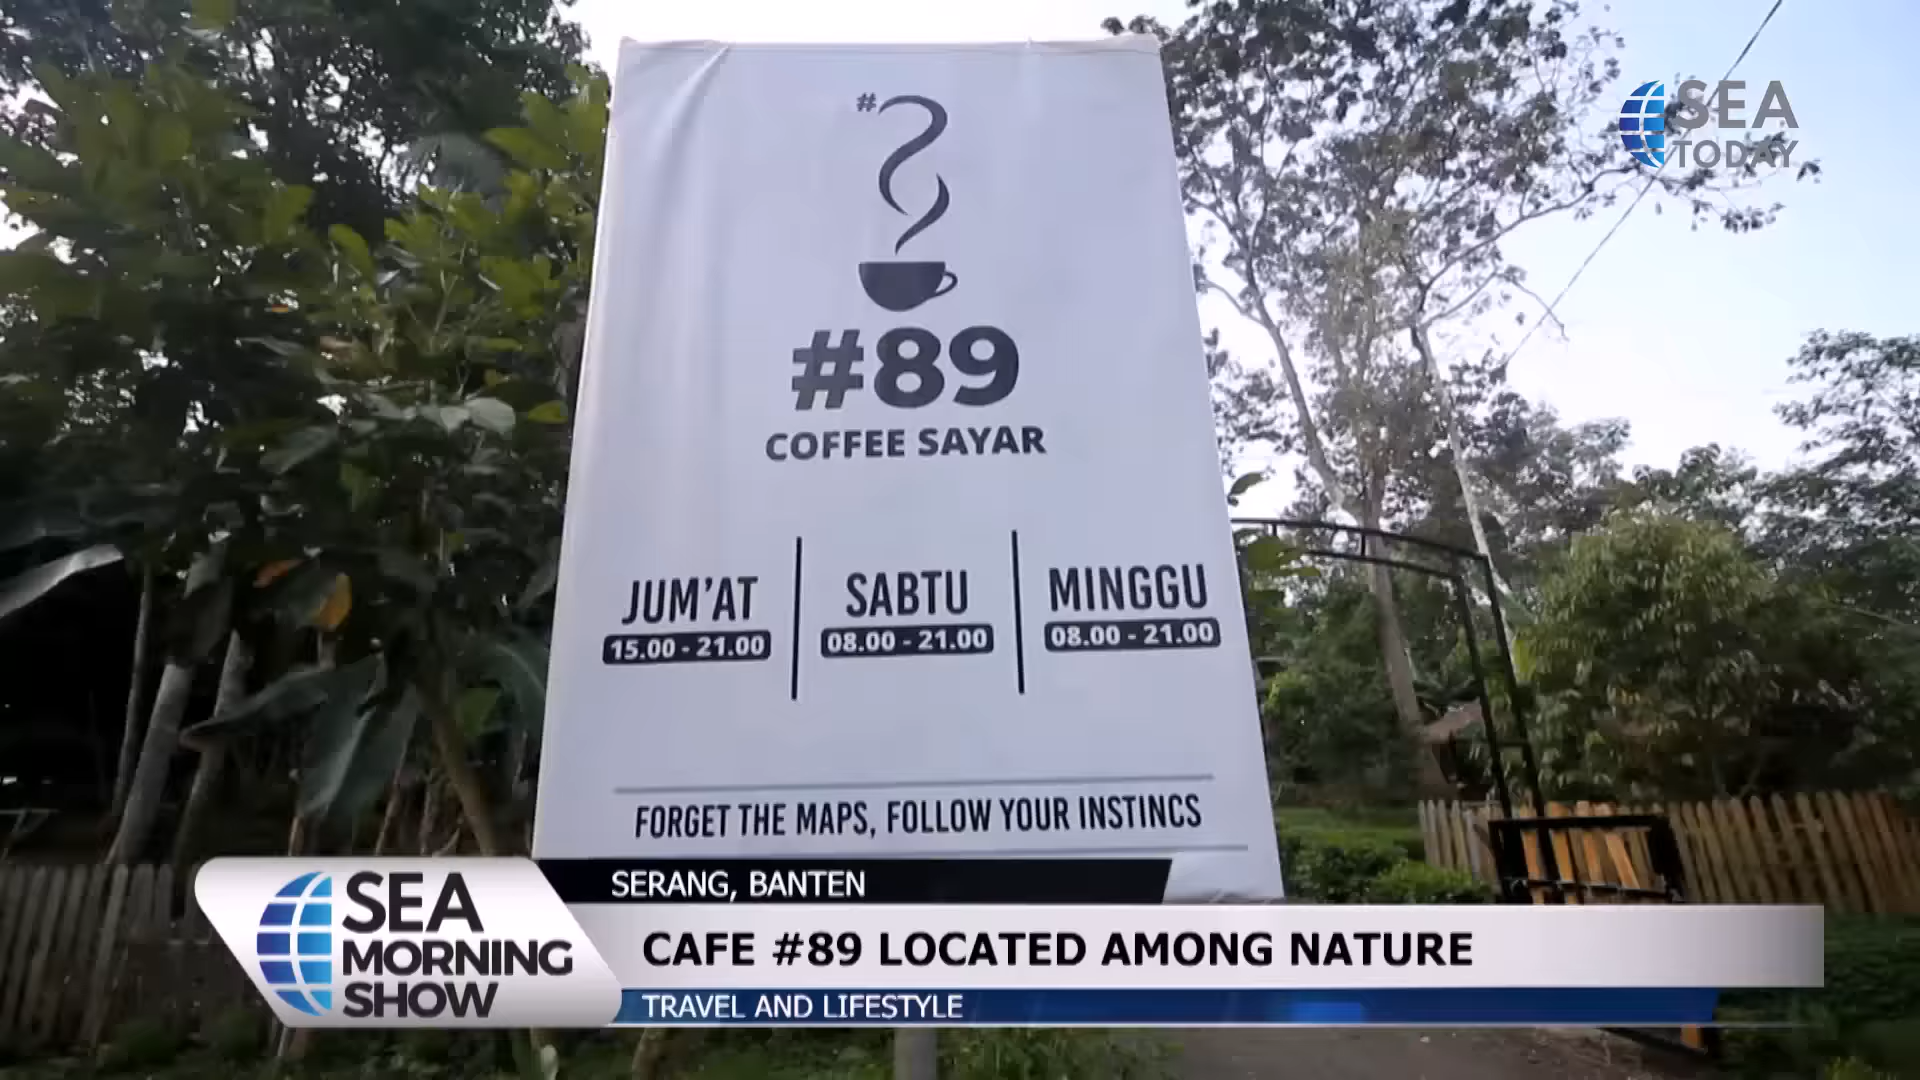 SEA
TODAY
#
#89
COFFEE SAYAR
JUM'AT
15.00 - 21.00
SABTU
08.00 - 21.00
MINGGU
08.00 - 21.00
FORGET THE MAPS, FOLLOW YOUR INSTINCS
SERANG, BANTEN
SEA
MORNING
SHOW
CAFE #89 LOCATED AMONG NATURE
TRAVEL AND LIFESTYLE